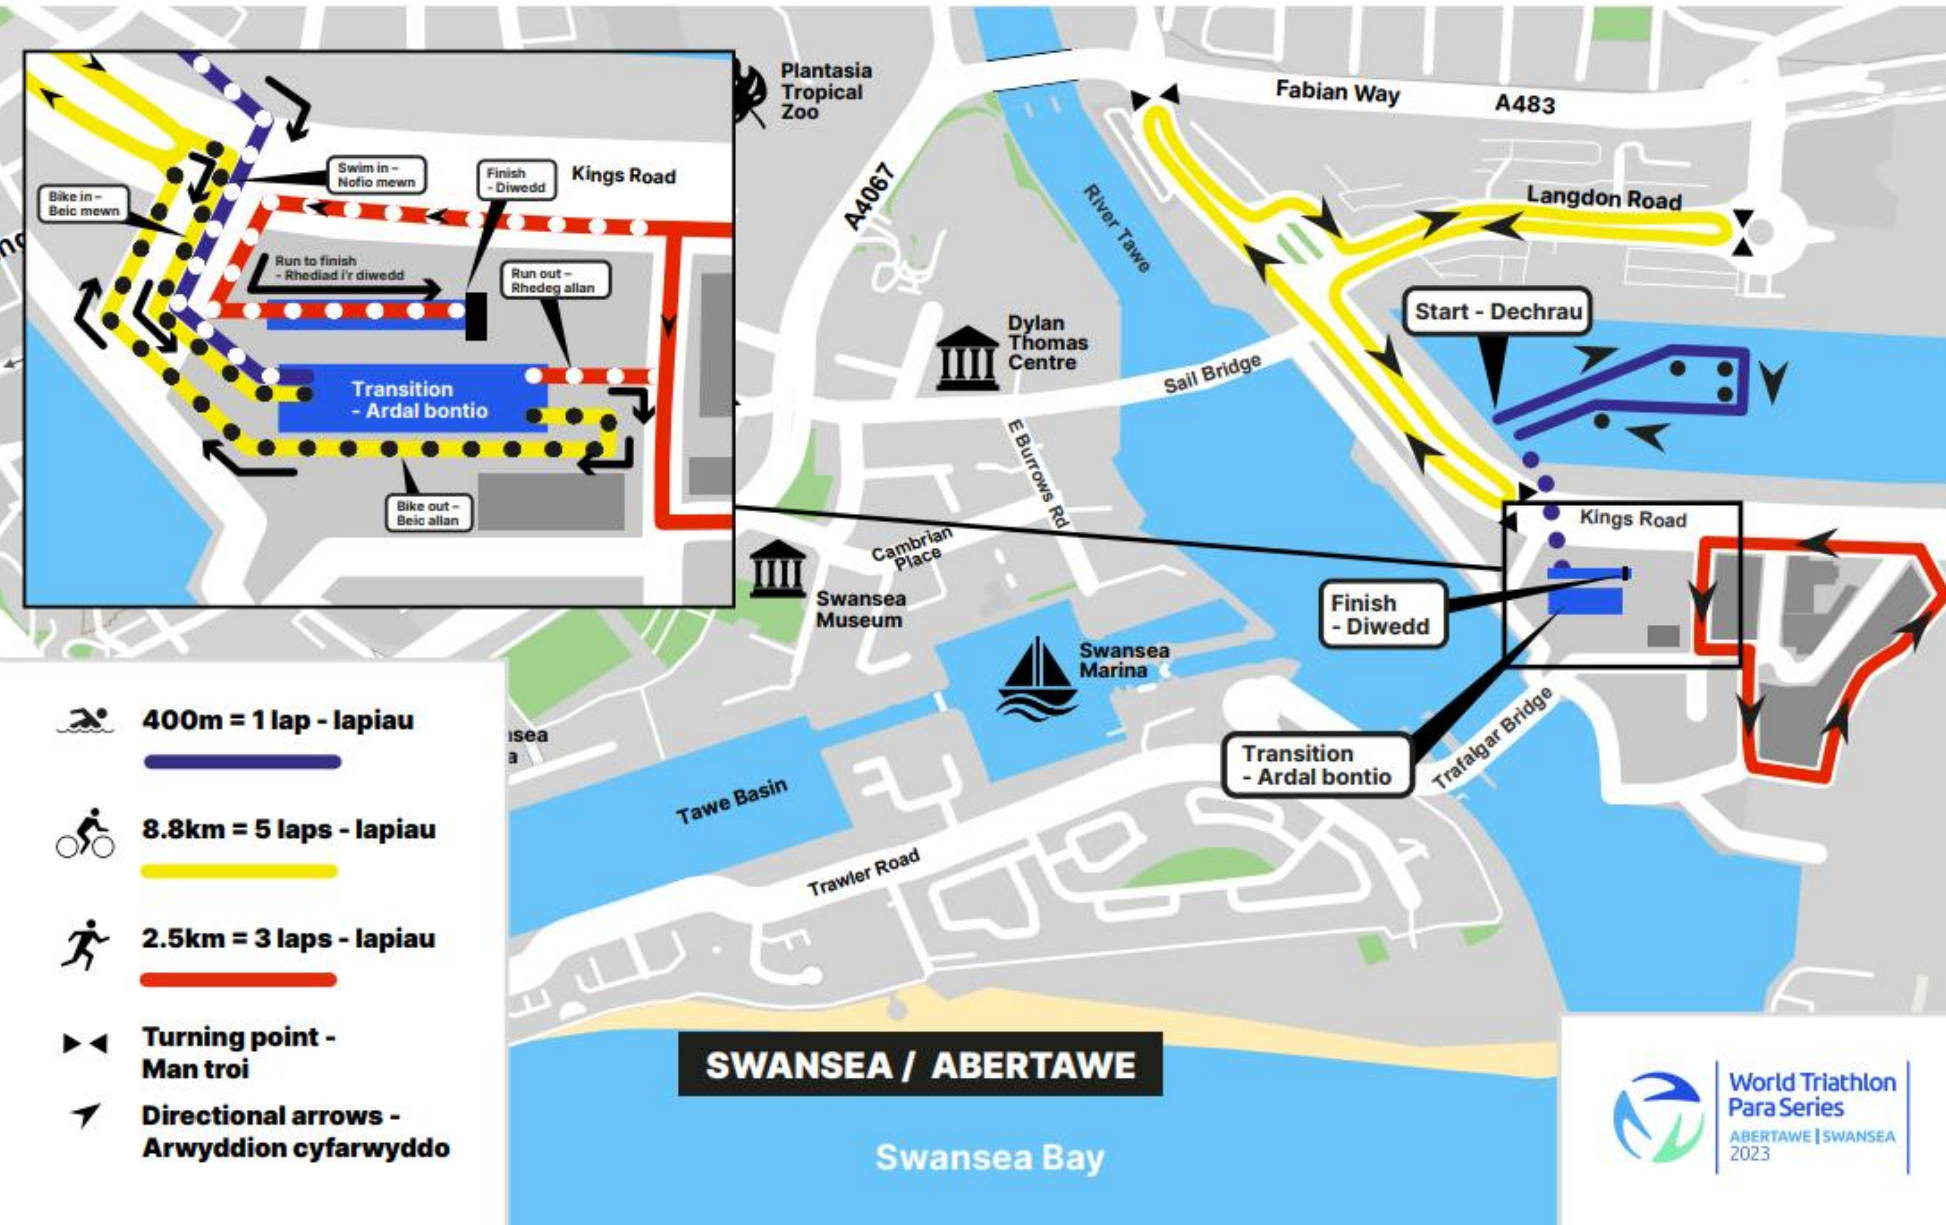 Plantasia
Tropical
Zoo
Fabian Way
A483
A4067
River Tawe
Langdon Road
Swim in –
Nofio mewn
Finish
- Diwedd
Kings Road
Bike in –
Beic mewn
Run to finish
- Rhediad i'r diwedd
Run out –
Rhedeg allan
Transition
- Ardal bontio
Bike out –
Beic allan
Start - Dechrau
Dylan
Thomas
Centre
Sail Bridge
E Burrows Rd
Cambrian
Place
Kings Road
Swansea
Museum
Finish
- Diwedd
Swansea
Marina
Transition
- Ardal bontio
Trafalgar Bridge
Tawe Basin
Trawler Road
400m = 1 lap - lapiau
8.8km = 5 laps - lapiau
2.5km = 3 laps - lapiau
Turning point -
Man troi
Directional arrows -
Arwyddion cyfarwyddo
SWANSEA / ABERTAWE
Swansea Bay
World Triathlon
Para Series
ABERTAWE | SWANSEA
2023